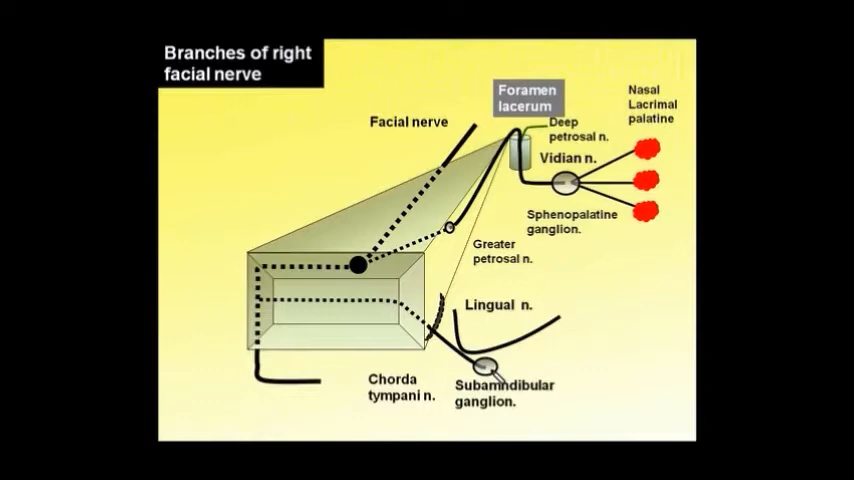 Branches of right
facial nerve
Foramen
lacerum
Nasal
Lacrimal
palatine
Facial nerve
Deep
petrosal n.
Vidian n.
Sphenopalatine
ganglion.
Greater
petrosal n.
Lingual n.
Chorda
tympani n.
Subamndibular
ganglion.